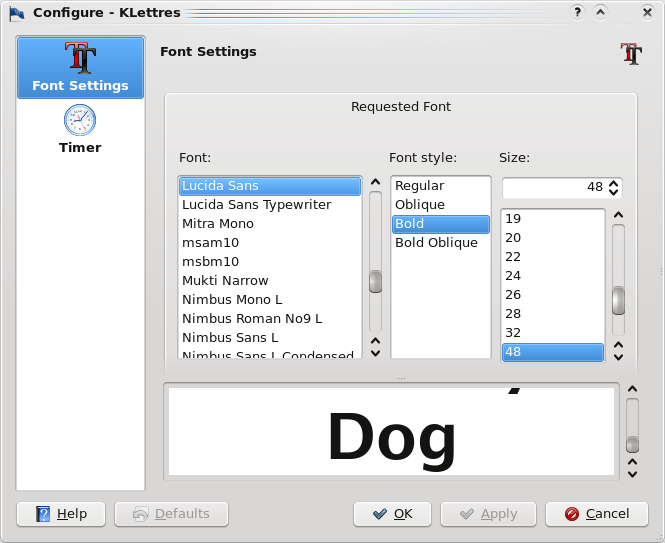 Configure - KLettres
Font Settings
Timer
Font Settings
Requested Font
Font:
Font style:
Size:
Lucida Sans
Lucida Sans Typewriter
Mitra Mono
msam10
msbm10
Mukti Narrow
Nimbus Mono L
Nimbus Roman No9 L
Nimbus Sans L
Nimbus Sans L Condensed
Regular
Oblique
Bold
Bold Oblique
48
19
20
22
24
26
28
32
48
Dog
Help
Defaults
OK
Apply
Cancel